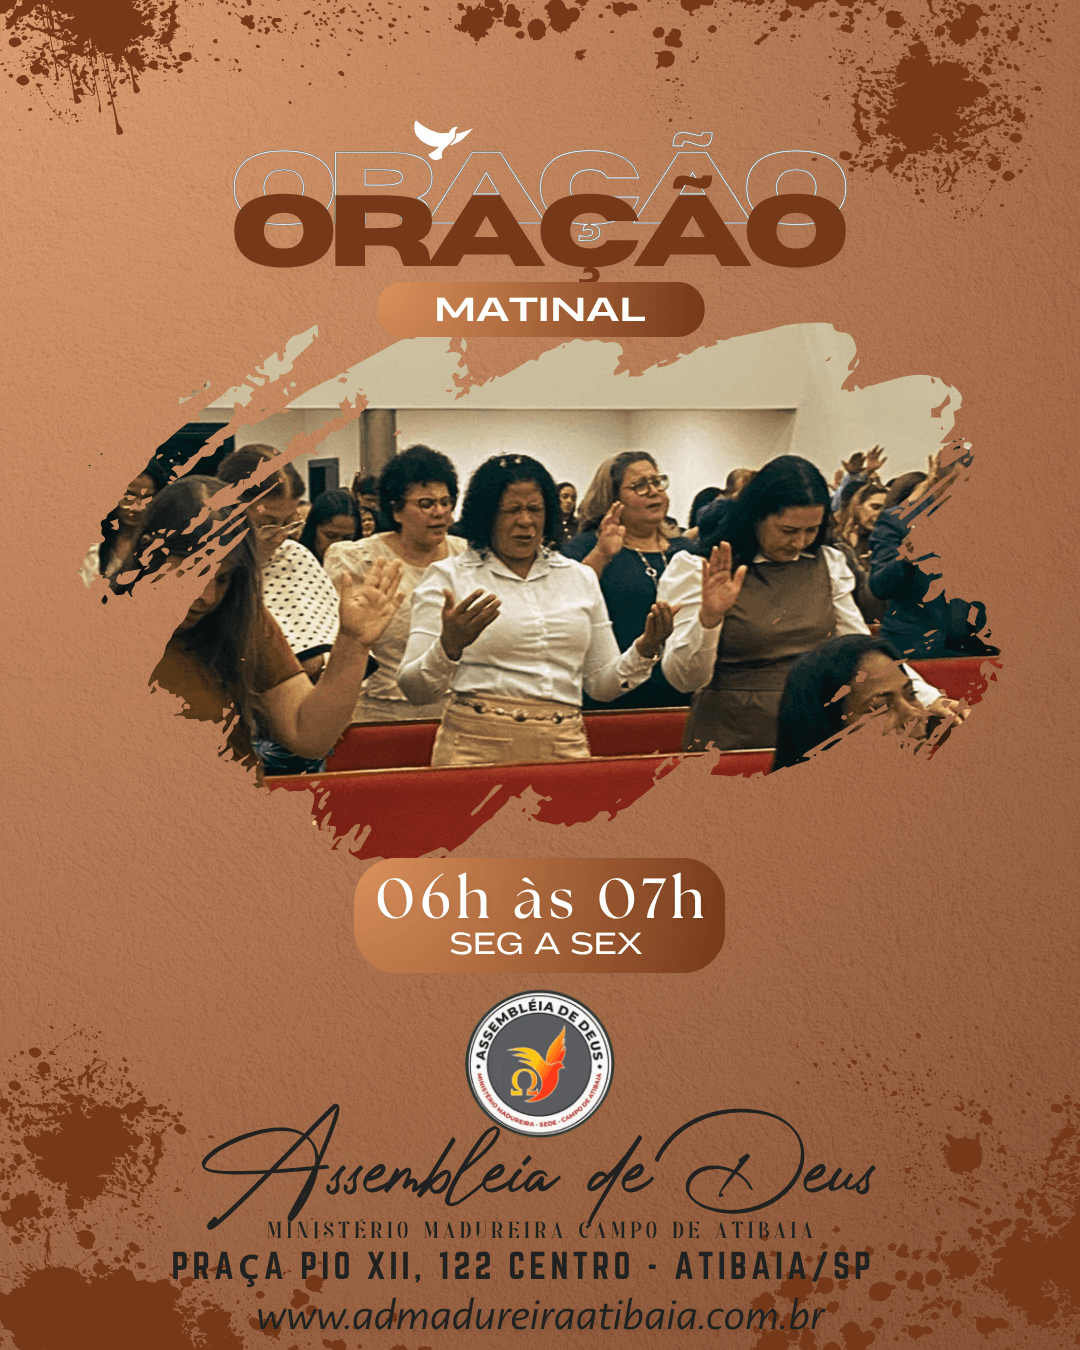 ORAÇÃO
ORAÇÃO
MATINAL
06h às 07h
SEG A SEX
• ASSEMBLÉIA DE DEUS •
MINISTÉRIO MADUREIRA - SEDE - CAMPO DE ATIBAIA
Ω
Assembleia de Deus
MINISTÉRIO MADUREIRA CAMPO DE ATIBAIA
PRAÇA PIO XII, 122 CENTRO - ATIBAIA/SP
www.admadureiraatibaia.com.br